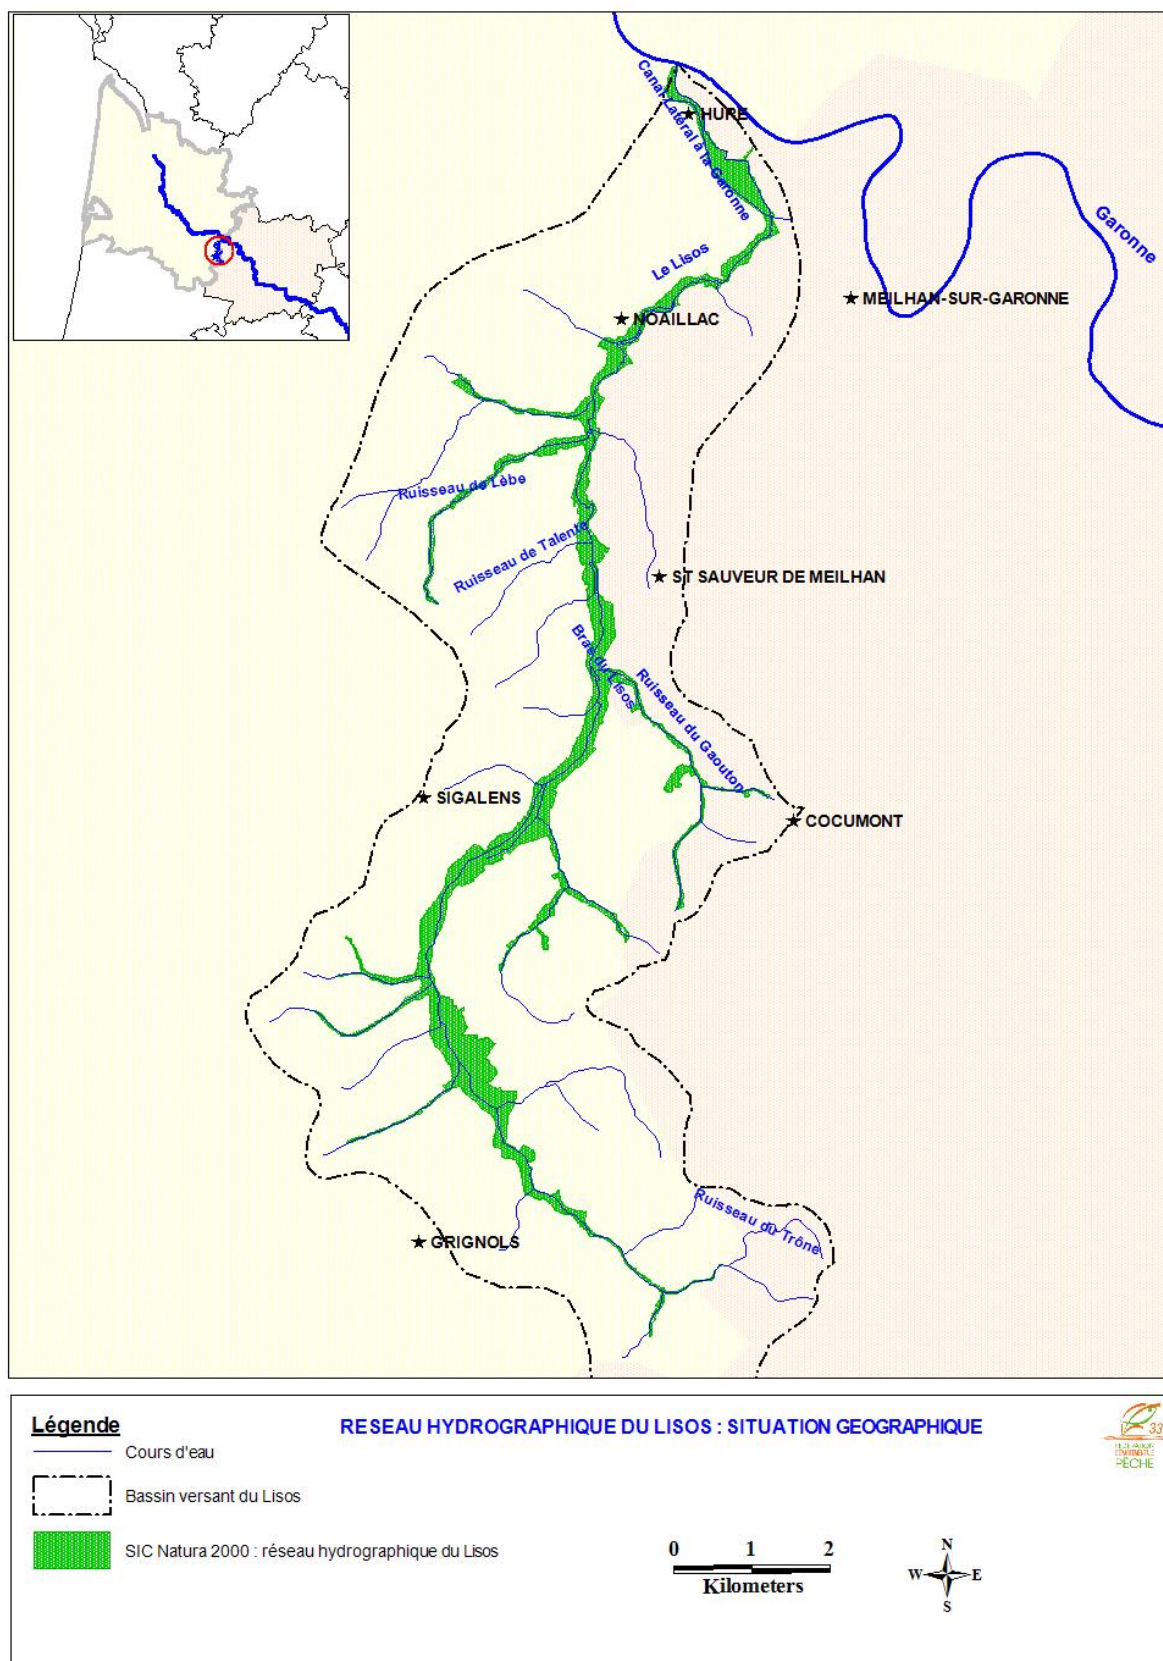 Canal Latéral à la Garonne
HURE
Garonne
Le Lisos
MEILHAN-SUR-GARONNE
NOAILLAC
Ruisseau de Lèbe
Ruisseau de Talente
ST SAUVEUR DE MEILHAN
Bras du Lisos
Ruisseau du Gaouton
SIGALENS
COCUMONT
Ruisseau du Trône
GRIGNOLS
Légende
RESEAU HYDROGRAPHIQUE DU LISOS : SITUATION GEOGRAPHIQUE
Cours d'eau
Bassin versant du Lisos
SIC Natura 2000 : réseau hydrographique du Lisos
0 1 2
Kilometers
N
W E
S
33
PÊCHE